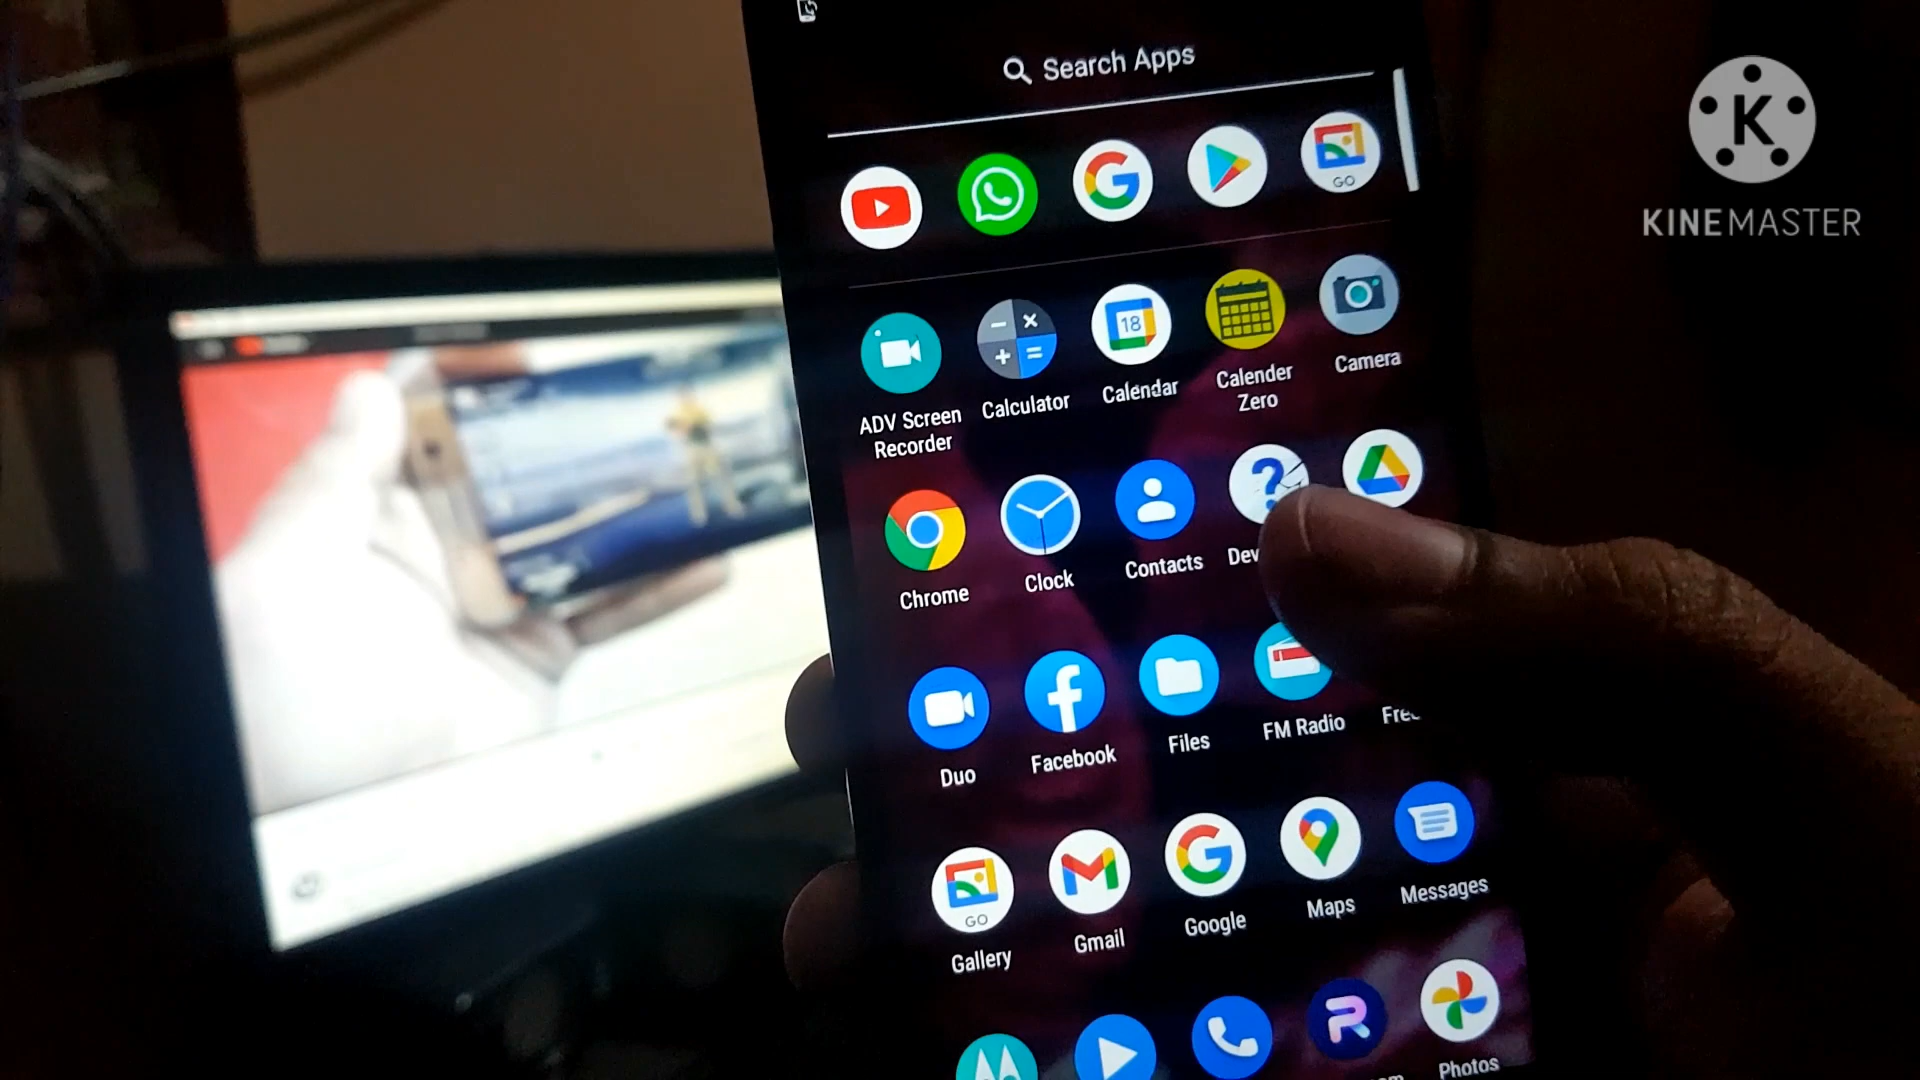 Search Apps
KINEMASTER
GO
18
ADV Screen
Recorder
Calculator
Calendar
Calender
Zero
Camera
Chrome
Clock
Contacts
Dev
Duo
Facebook
Files
FM Radio
Free
GO
Gallery
Gmail
Google
Maps
Messages
Photos